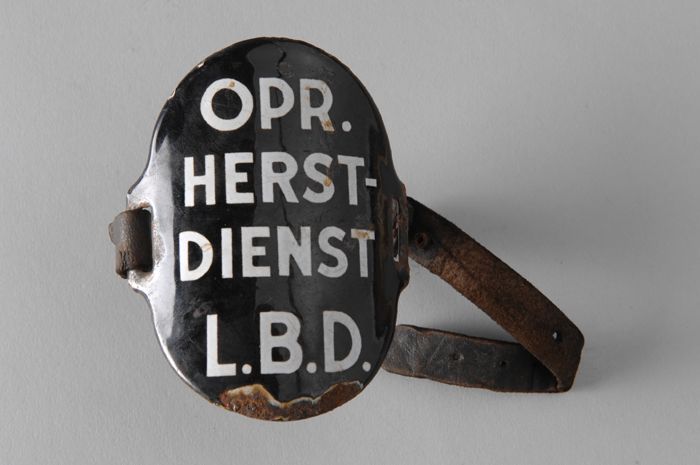 OPR.
HERST-
DIENST
L.B.D.